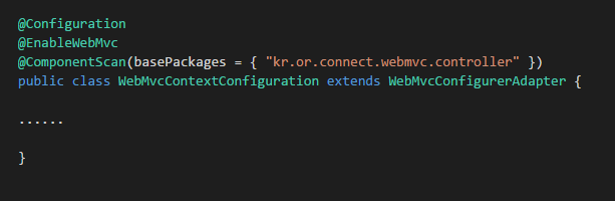 @Configuration
@EnableWebMvc
@ComponentScan(basePackages = { "kr.or.connect.webmvc.controller" })
public class WebMvcContextConfiguration extends WebMvcConfigurerAdapter {
......
}